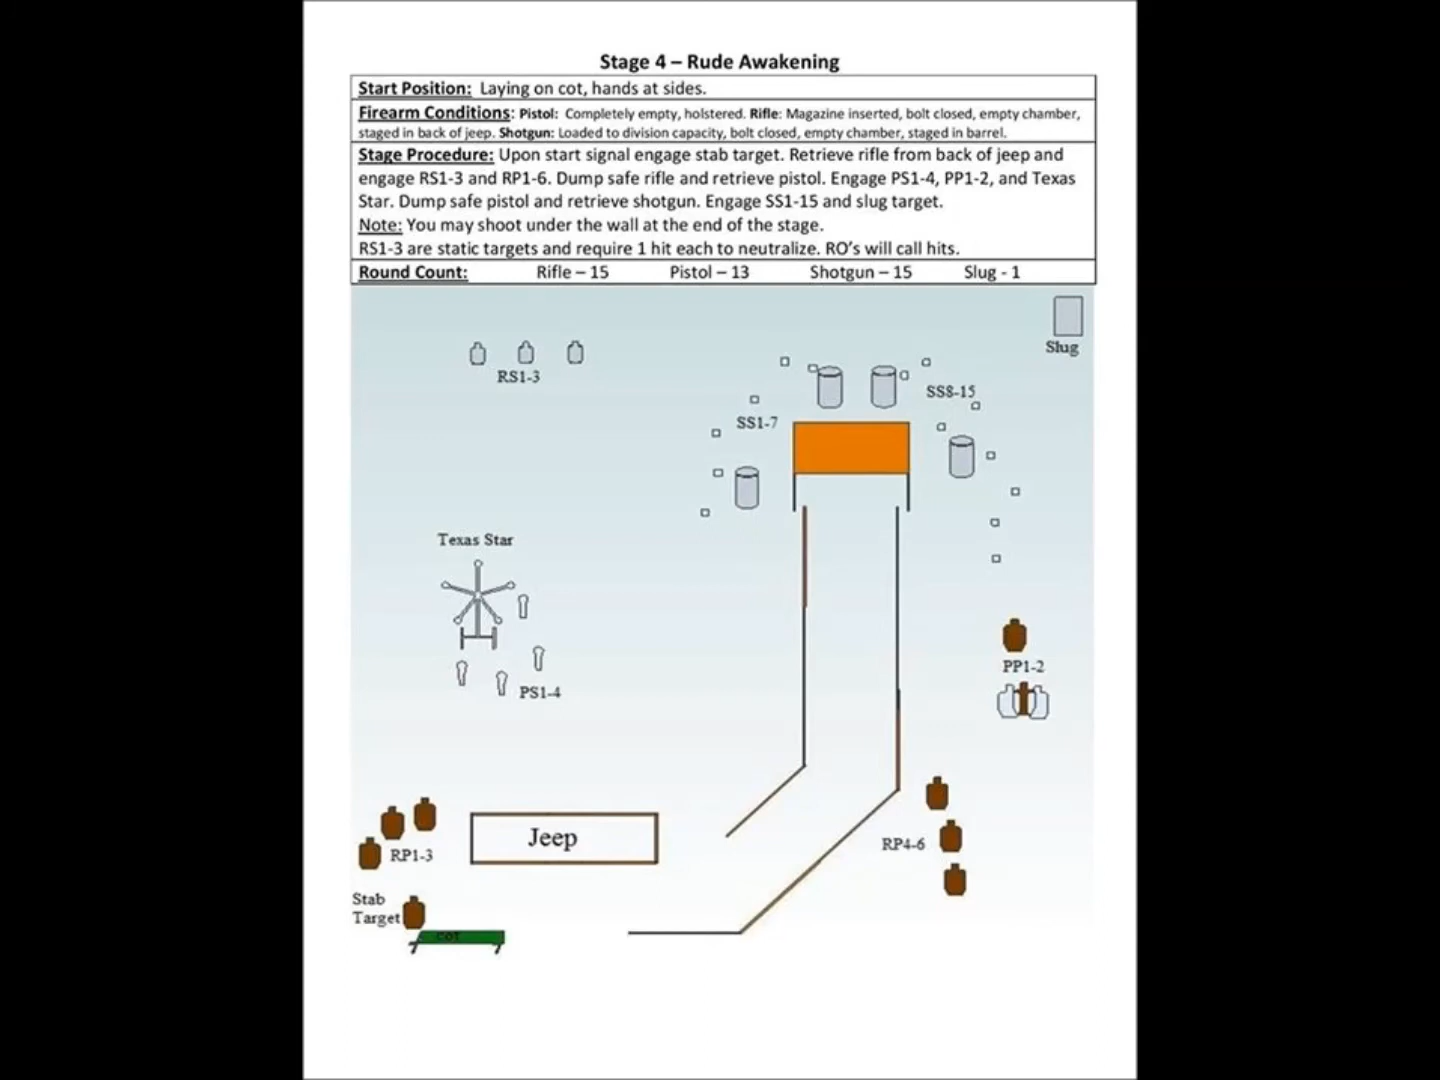 Stage 4 – Rude Awakening
Start Position: Laying on cot, hands at sides.
Firearm Conditions: Pistol: Completely empty, holstered. Rifle: Magazine inserted, bolt closed, empty chamber,
staged in back of jeep. Shotgun: Loaded to division capacity, bolt closed, empty chamber, staged in barrel.
Stage Procedure: Upon start signal engage stab target. Retrieve rifle from back of jeep and
engage RS1-3 and RP1-6. Dump safe rifle and retrieve pistol. Engage PS1-4, PP1-2, and Texas
Star. Dump safe pistol and retrieve shotgun. Engage SS1-15 and slug target.
Note: You may shoot under the wall at the end of the stage.
RS1-3 are static targets and require 1 hit each to neutralize. RO's will call hits.
Round Count: Rifle – 15 Pistol – 13 Shotgun – 15 Slug - 1
Slug
RS1-3
SS8-15
SS1-7
Texas Star
PP1-2
PS1-4
Jeep
RP4-6
RP1-3
Stab
Target
COT